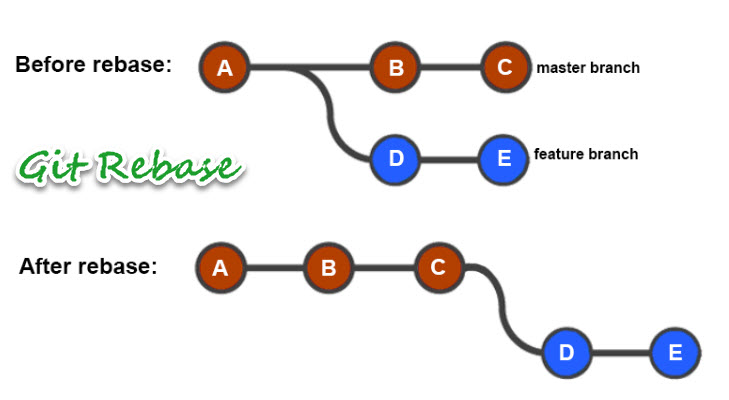 Before rebase:
A
B
C
master branch
Git Rebase
D
E
feature branch
After rebase:
A
B
C
D
E